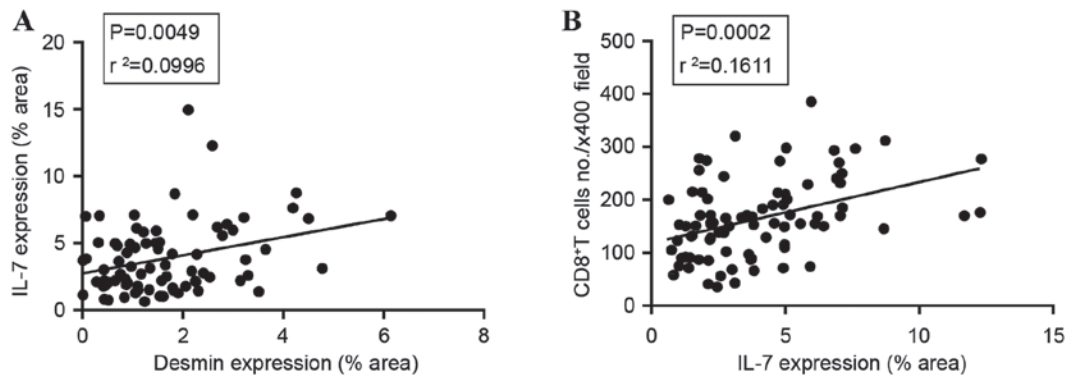 A
P=0.0049
r ²=0.0996
20
15
10
5
0
IL-7 expression (% area)
0 2 4 6 8
Desmin expression (% area)
B
P=0.0002
r ²=0.1611
500
400
300
200
100
0
CD8⁺T cells no./x400 field
0 5 10 15
IL-7 expression (% area)